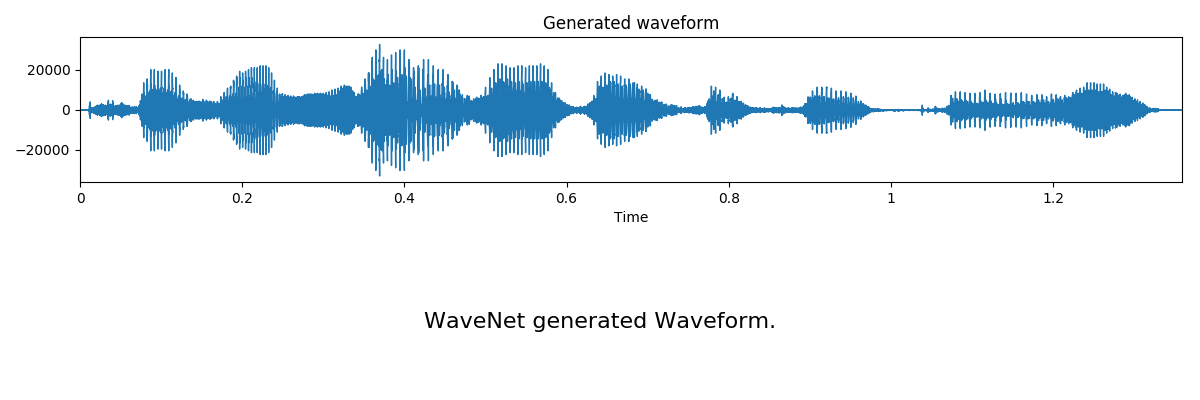 Generated waveform
20000
0
−20000
0 0.2 0.4 0.6 0.8 1 1.2
Time
WaveNet generated Waveform.